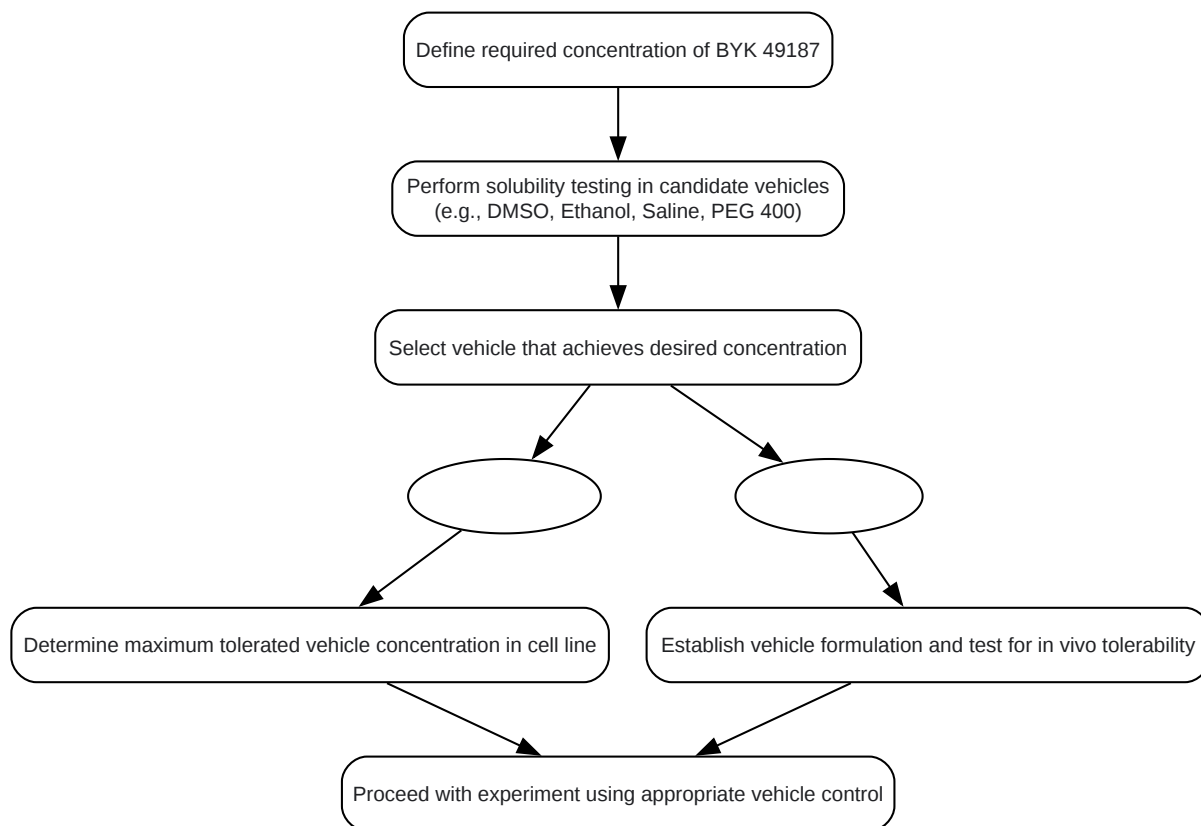 Define required concentration of BYK 49187
Perform solubility testing in candidate vehicles
(e.g., DMSO, Ethanol, Saline, PEG 400)
Select vehicle that achieves desired concentration
Determine maximum tolerated vehicle concentration in cell line
Establish vehicle formulation and test for in vivo tolerability
Proceed with experiment using appropriate vehicle control